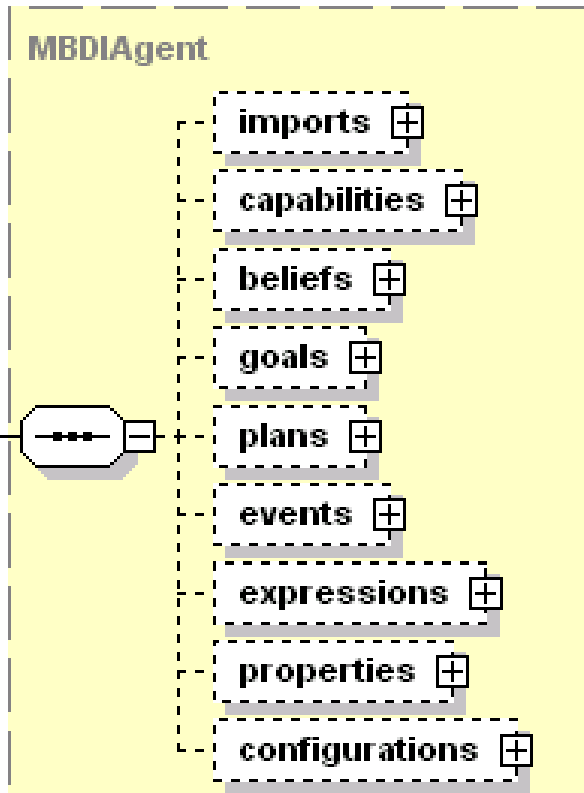 MBDIAgent
imports
capabilities
beliefs
goals
plans
events
expressions
properties
configurations